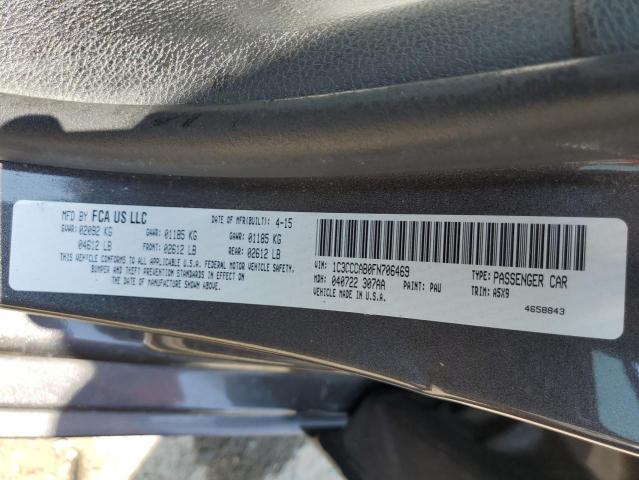 MFD BY FCA US LLC DATE OF MFR(BUILT): 4-15
GVWR: 02092 KG GAWR: 01185 KG GAWR: 01185 KG
04612 LB FRONT: 02612 LB REAR: 02612 LB
THIS VEHICLE CONFORMS TO ALL APPLICABLE U.S.A. FEDERAL MOTOR VEHICLE SAFETY,
BUMPER, AND THEFT PREVENTION STANDARDS IN EFFECT ON
THE DATE OF MANUFACTURE SHOWN ABOVE.
VIN: 1C3CCCAB0FN706469 TYPE: PASSENGER CAR
MDH: 040722 307AA PAINT: PAU TRIM: A5X9
VEHICLE MADE IN U.S.A. 4658843